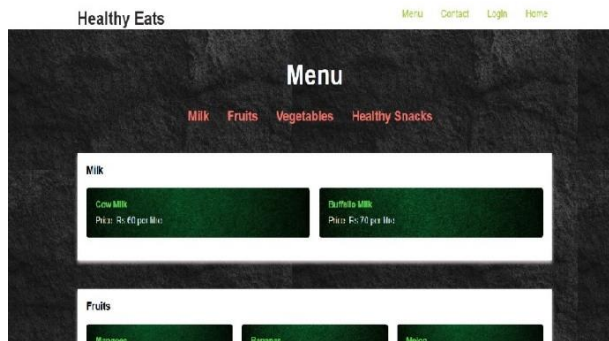 Healthy Eats
Menu Contact Login Home
Menu
Milk Fruits Vegetables Healthy Snacks
Milk
Cow Milk
Price: Rs 60 per litre
Buffello Milk
Price: Rs 70 per litre
Fruits